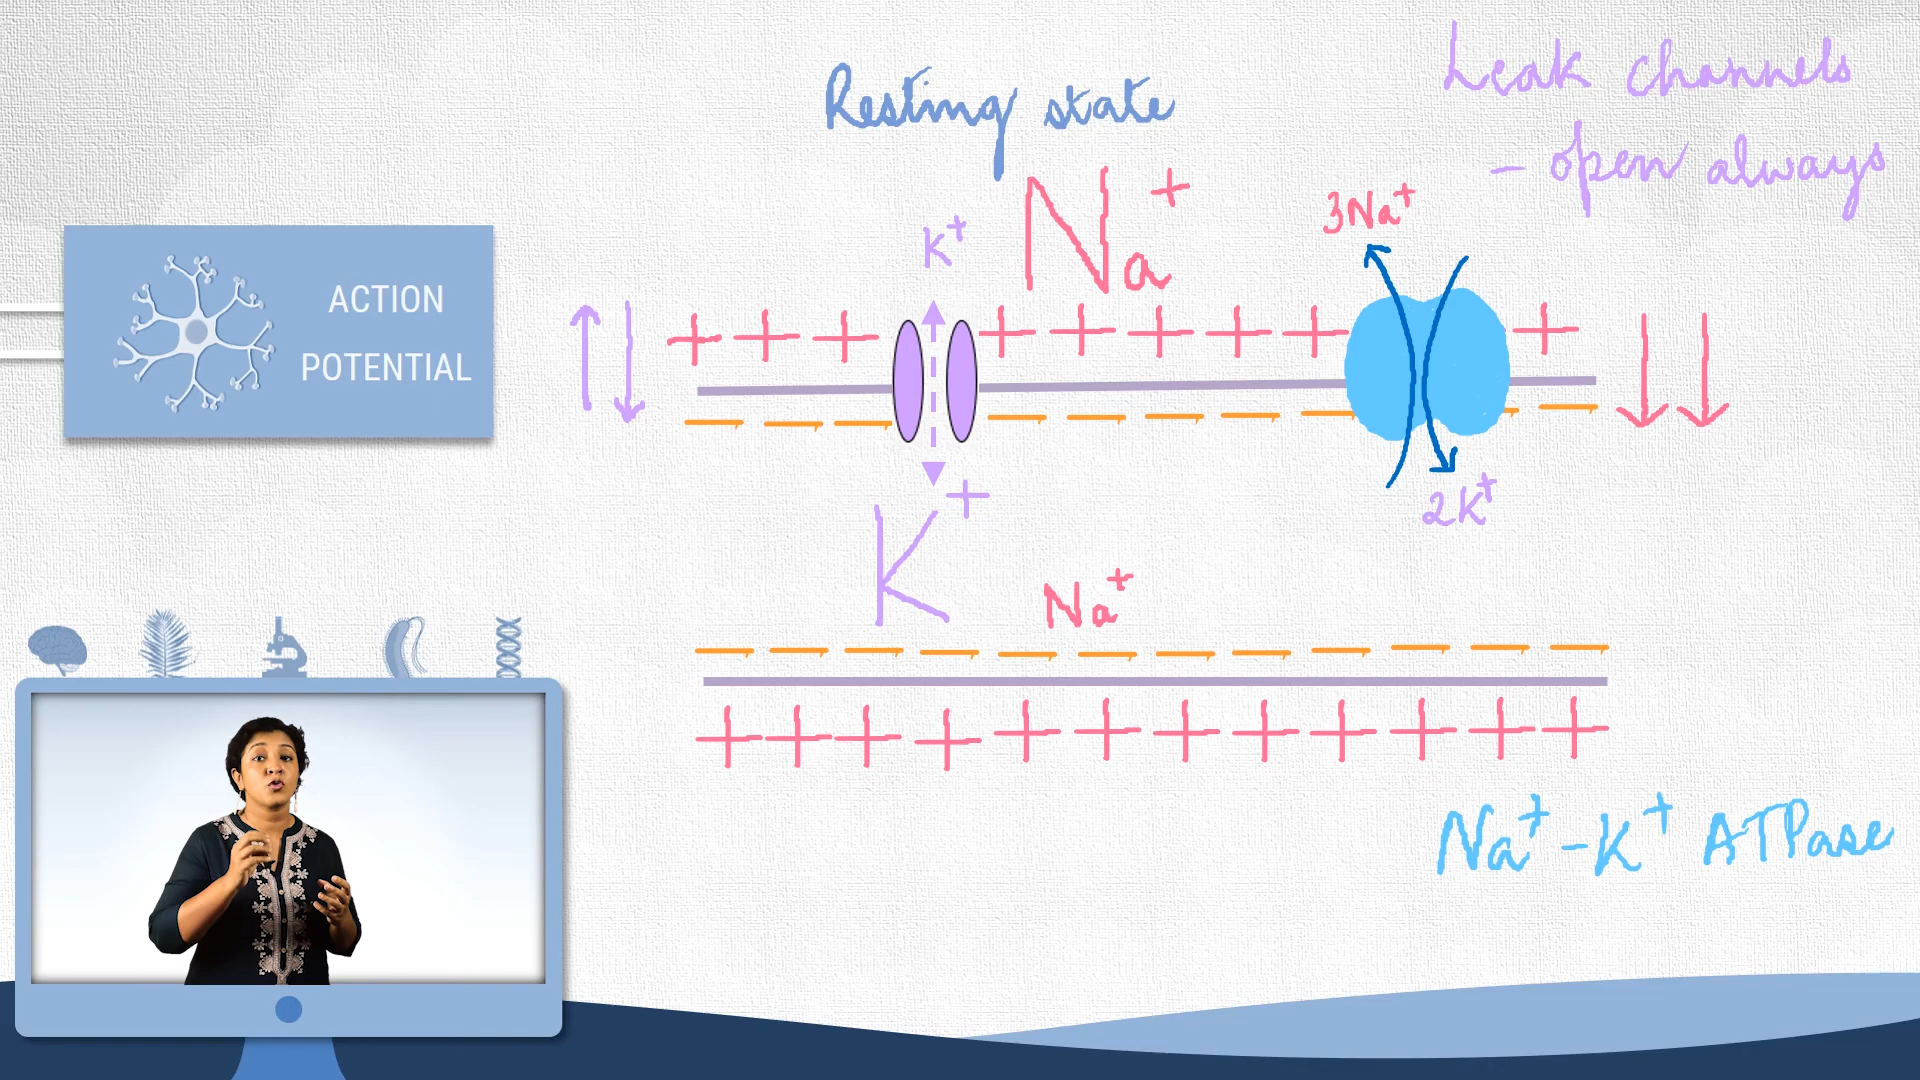 Resting state
Leak channels
- open always
ACTION
POTENTIAL
K⁺
Na⁺
3Na⁺
+ + + + + + + + +
2K⁺
K⁺
Na⁺
+ + + + + + + + + + + +
Na⁺-K⁺ ATPase